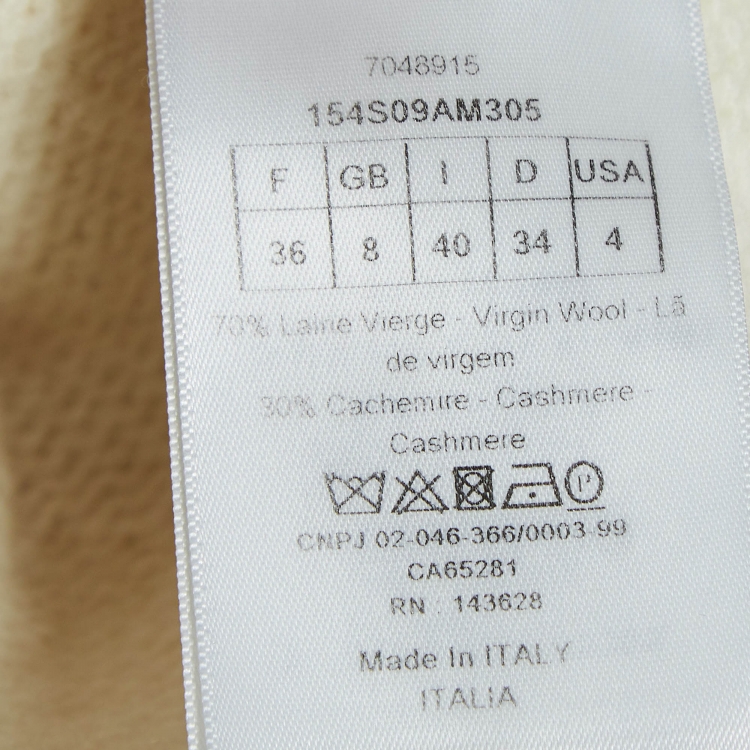 7048915
154S09AM305
F GB I D USA
36 8 40 34 4
70% Laine Vierge - Virgin Wool - Lã
de virgem
30% Cachemire - Cashmere -
Cashmere
P
CNPJ 02-046-366/0003-99
CA65281
RN : 143628
Made In ITALY
ITALIA